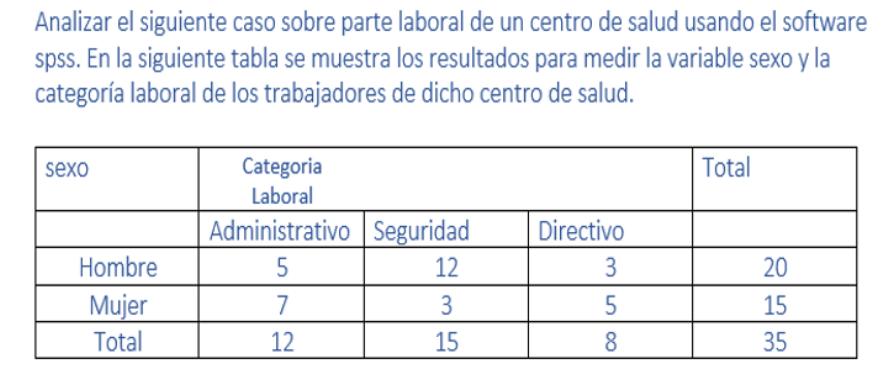 Analizar el siguiente caso sobre parte laboral de un centro de salud usando el software
spss. En la siguiente tabla se muestra los resultados para medir la variable sexo y la
categoría laboral de los trabajadores de dicho centro de salud.
sexo Categoria Total
Laboral
Administrativo Seguridad Directivo
Hombre 5 12 3 20
Mujer 7 3 5 15
Total 12 15 8 35